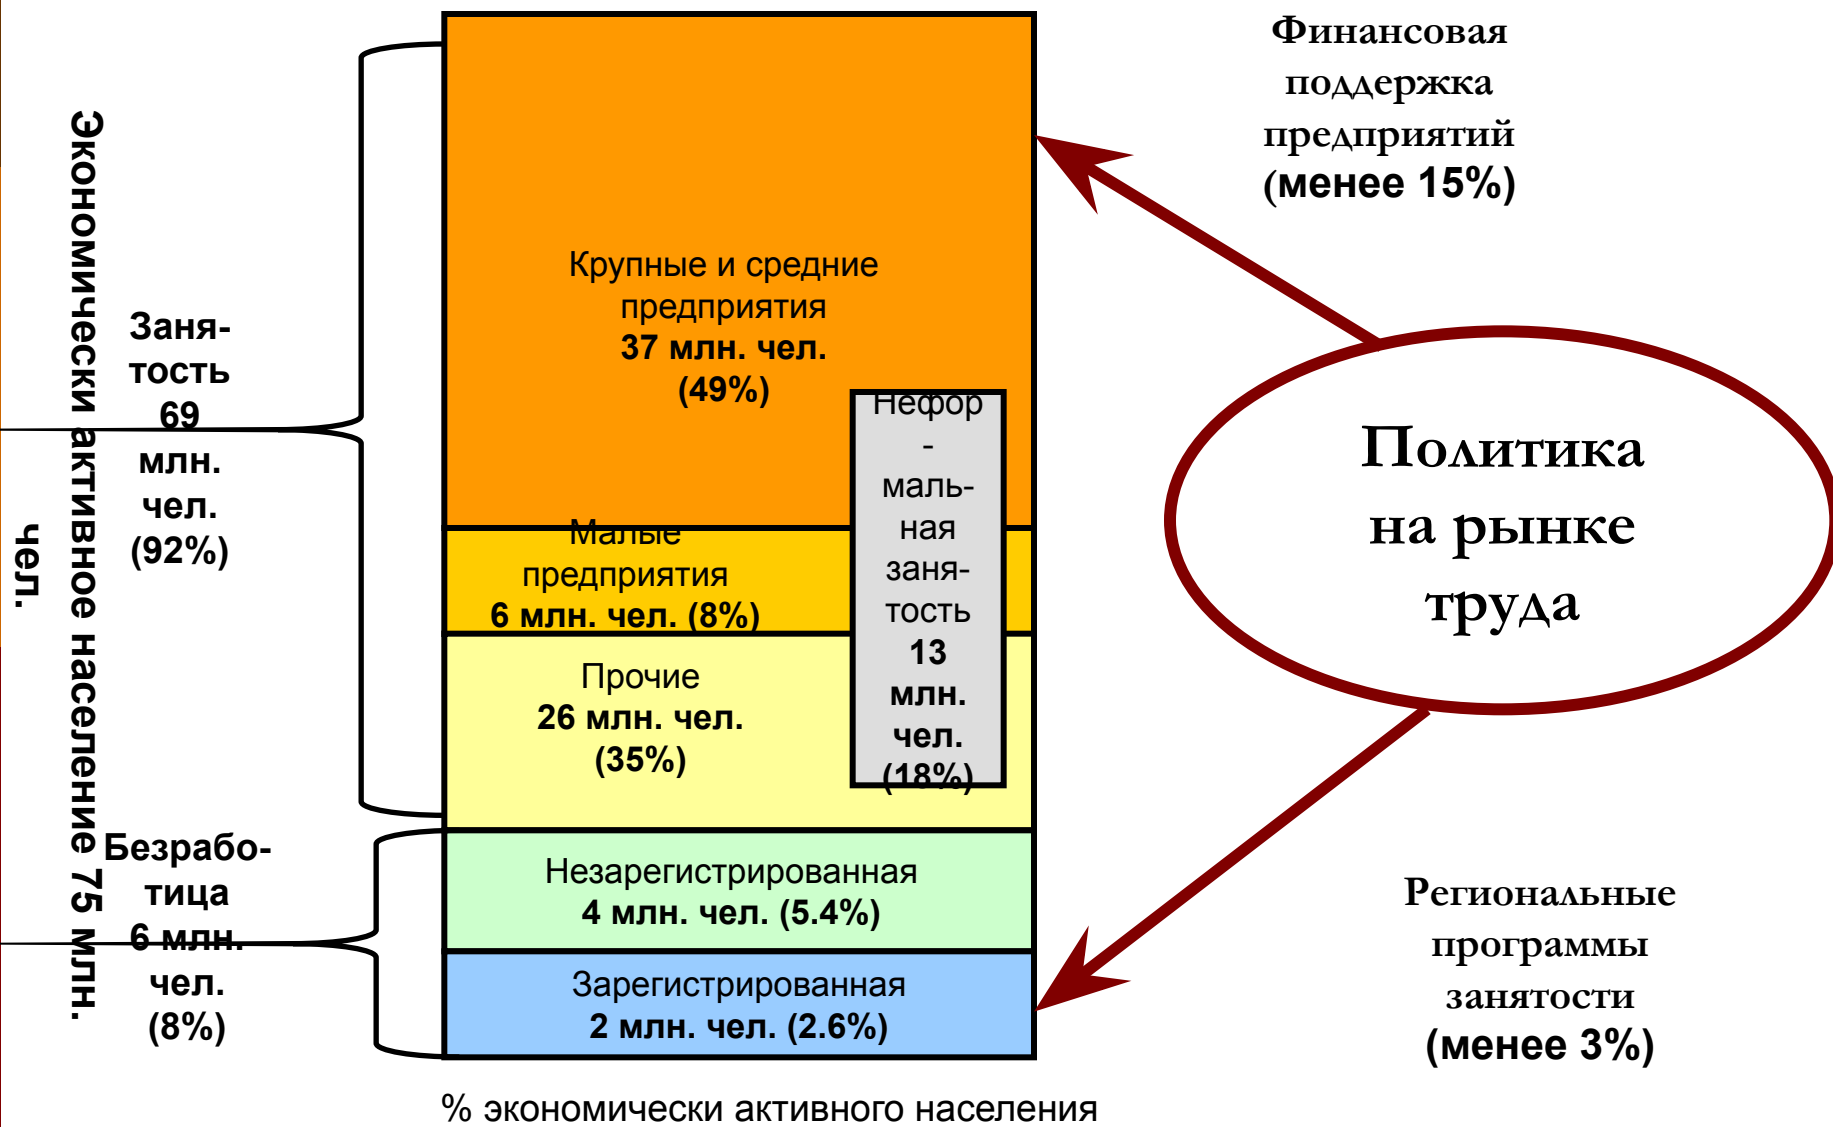 Экономически активное население 75 млн.
чел.
Заня-
тость
69
млн.
чел.
(92%)
Безрабо-
тица
6 млн.
чел.
(8%)
Крупные и средние
предприятия
37 млн. чел.
(49%)
Малые
предприятия
6 млн. чел. (8%)
Прочие
26 млн. чел.
(35%)
Нефор
-
маль-
ная
заня-
тость
13
млн.
чел.
(18%)
Незарегистрированная
4 млн. чел. (5.4%)
Зарегистрированная
2 млн. чел. (2.6%)
% экономически активного населения
Финансовая
поддержка
предприятий
(менее 15%)
Политика
на рынке
труда
Региональные
программы
занятости
(менее 3%)